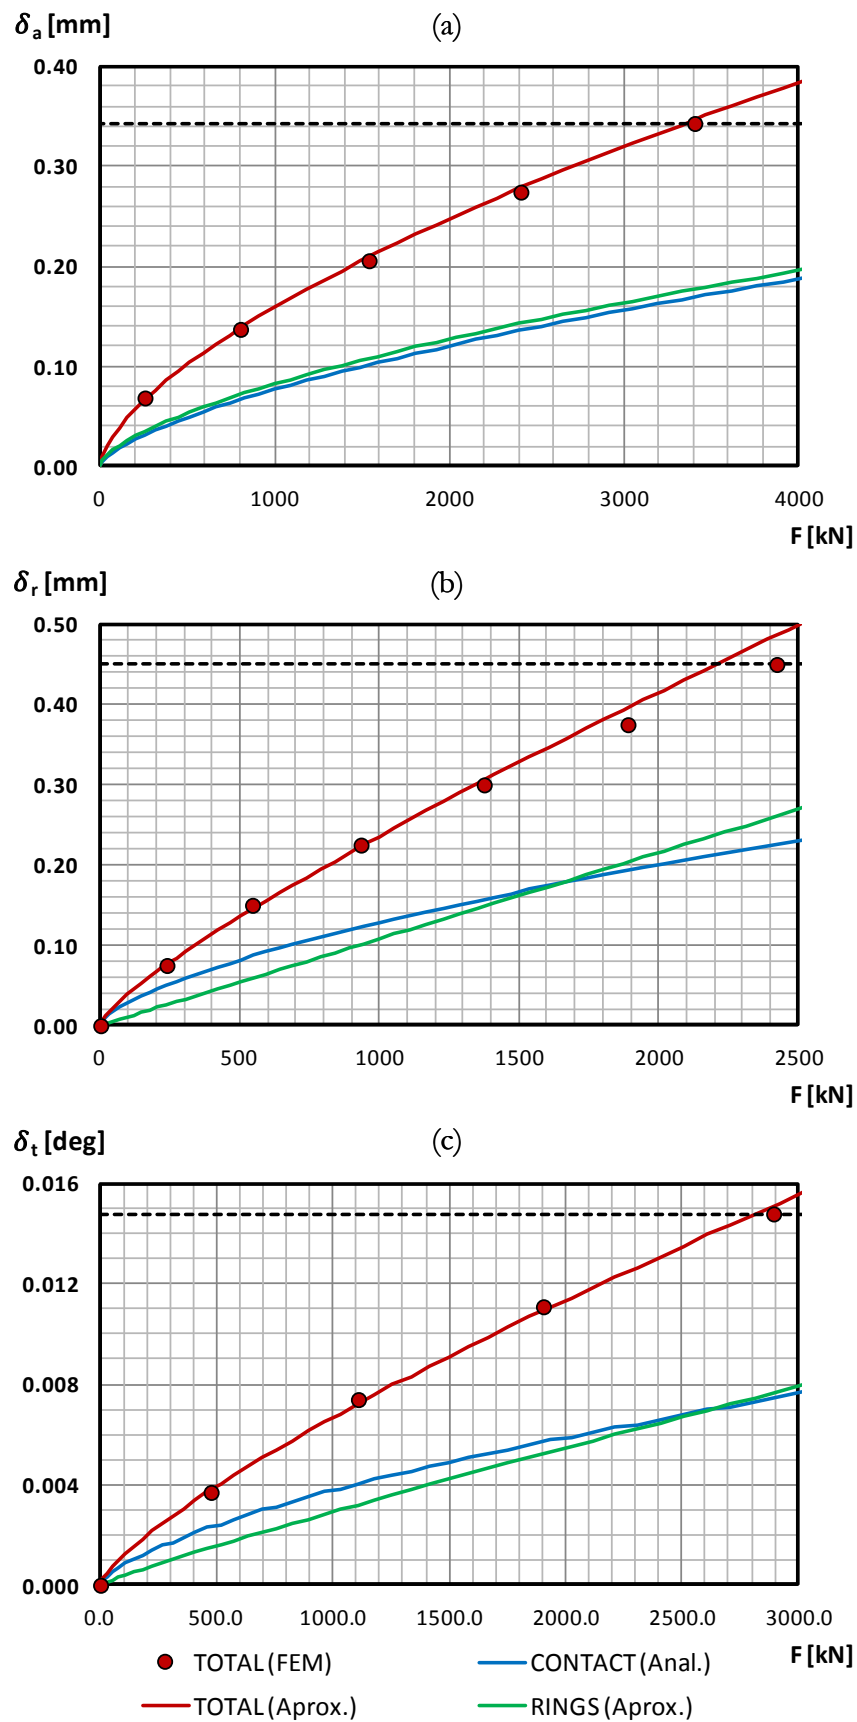 δa [mm]
(a)
0.40
0.30
0.20
0.10
0.00
0 1000 2000 3000 4000
F [kN]
δr [mm]
(b)
0.50
0.40
0.30
0.20
0.10
0.00
0 500 1000 1500 2000 2500
F [kN]
δt [deg]
(c)
0.016
0.012
0.008
0.004
0.000
0.0 500.0 1000.0 1500.0 2000.0 2500.0 3000.0
F [kN]
TOTAL (FEM) CONTACT (Anal.)
TOTAL (Aprox.) RINGS (Aprox.)